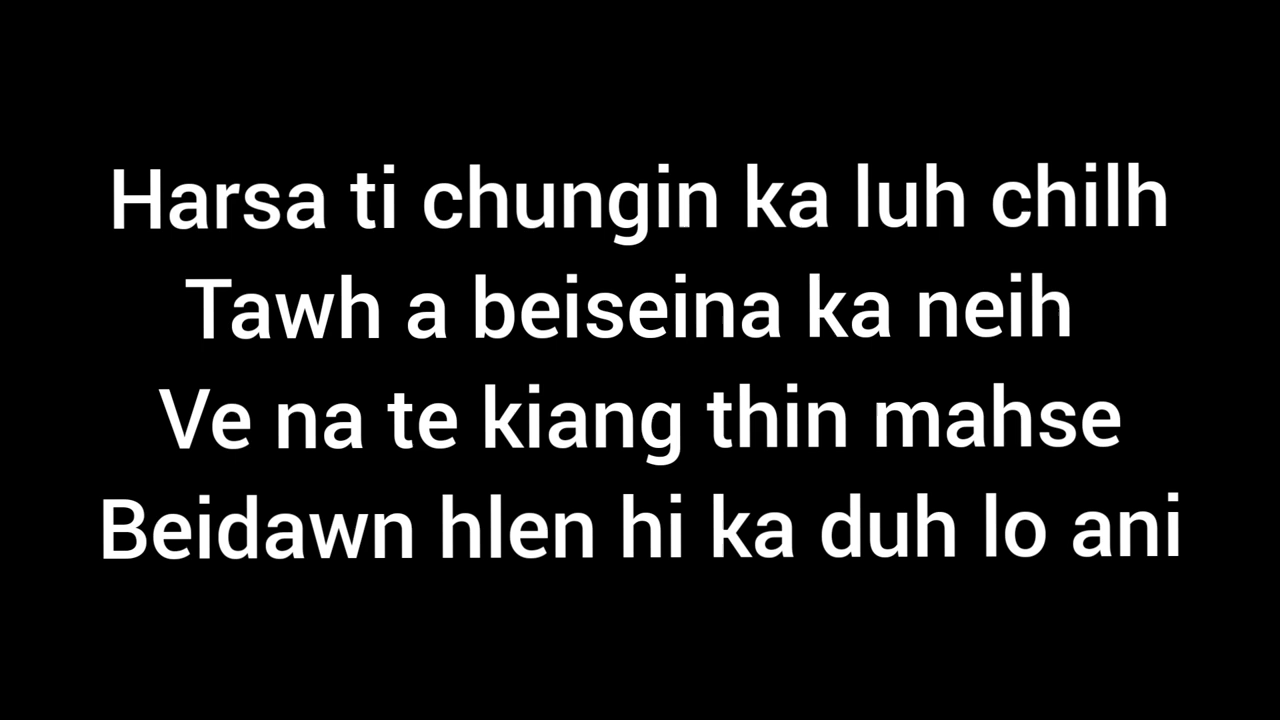 Harsa ti chungin ka luh chilh
Tawh a beiseina ka neih
Ve na te kiang thin mahse
Beidawn hlen hi ka duh lo ani